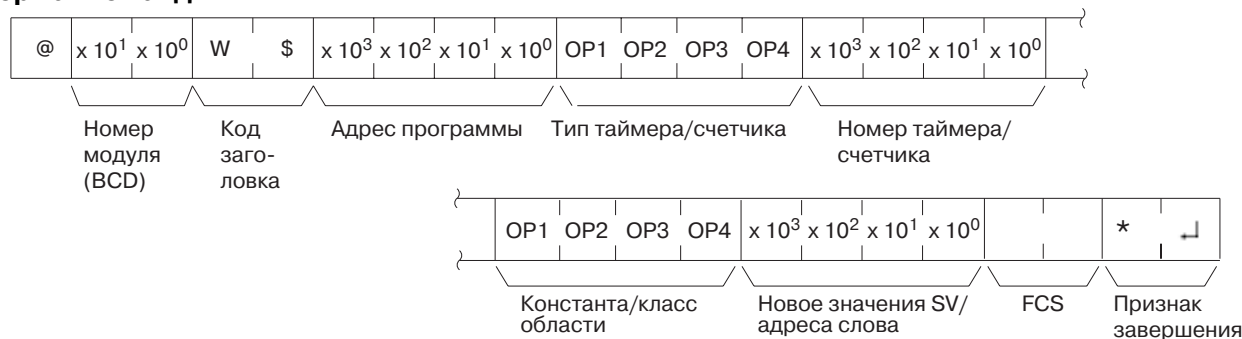 @ x 10¹ x 10⁰ W $ x 10³ x 10² x 10¹ x 10⁰ OP1 OP2 OP3 OP4 x 10³ x 10² x 10¹ x 10⁰
Номер модуля (BCD)
Код заго-ловка
Адрес программы
Тип таймера/счетчика
Номер таймера/
счетчика
OP1 OP2 OP3 OP4 x 10³ x 10² x 10¹ x 10⁰ * ↵
Константа/класс
области
Новое значения SV/
адреса слова
FCS
Признак
завершения